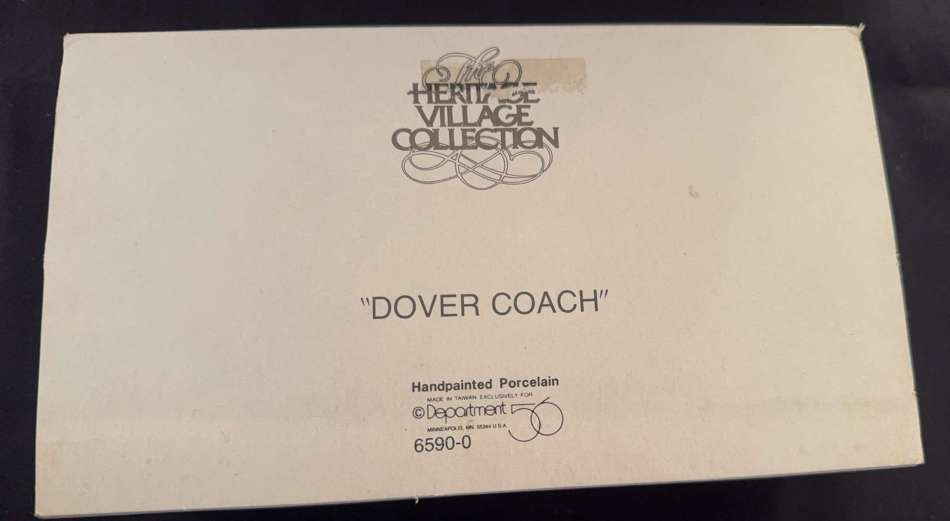 The
HERITAGE
VILLAGE
COLLECTION
"DOVER COACH"
Handpainted Porcelain
MADE IN TAIWAN EXCLUSIVELY FOR
© Department 56
MINNEAPOLIS, MN 55344 U.S.A.
6590-0